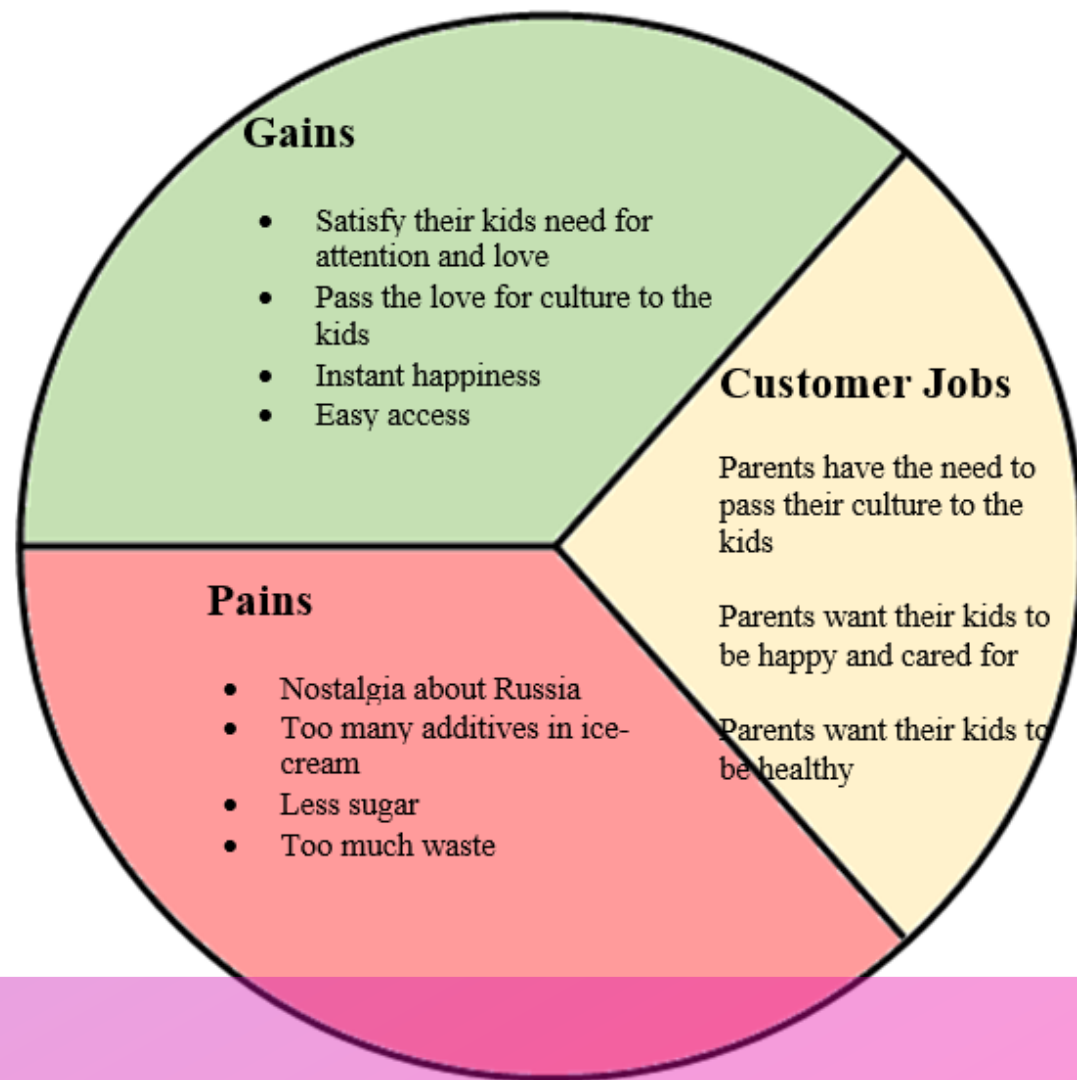 Gains
• Satisfy their kids need for
attention and love
• Pass the love for culture to the
kids
• Instant happiness
• Easy access
Customer Jobs
Parents have the need to
pass their culture to the
kids
Parents want their kids to
be happy and cared for
Parents want their kids to
be healthy
Pains
• Nostalgia about Russia
• Too many additives in ice-
cream
• Less sugar
• Too much waste